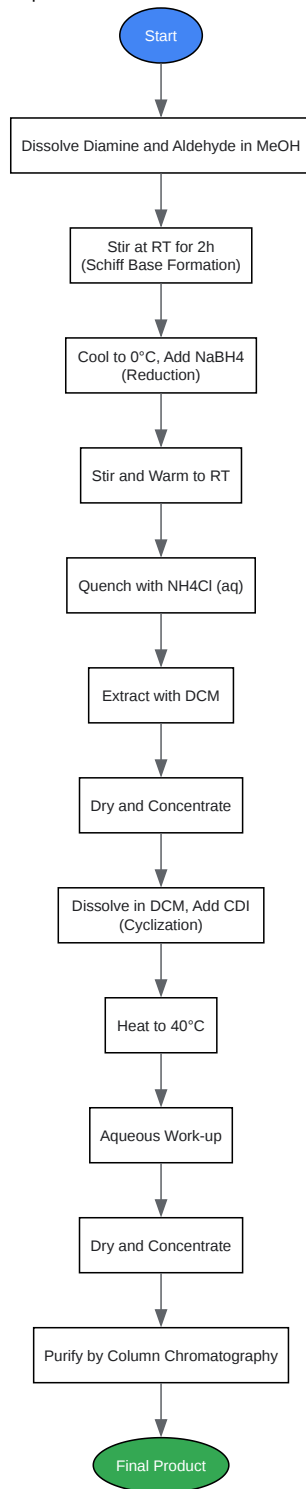 Start
Dissolve Diamine and Aldehyde in MeOH
Stir at RT for 2h
(Schiff Base Formation)
Cool to 0°C, Add NaBH4
(Reduction)
Stir and Warm to RT
Quench with NH4Cl (aq)
Extract with DCM
Dry and Concentrate
Dissolve in DCM, Add CDI
(Cyclization)
Heat to 40°C
Aqueous Work-up
Dry and Concentrate
Purify by Column Chromatography
Final Product